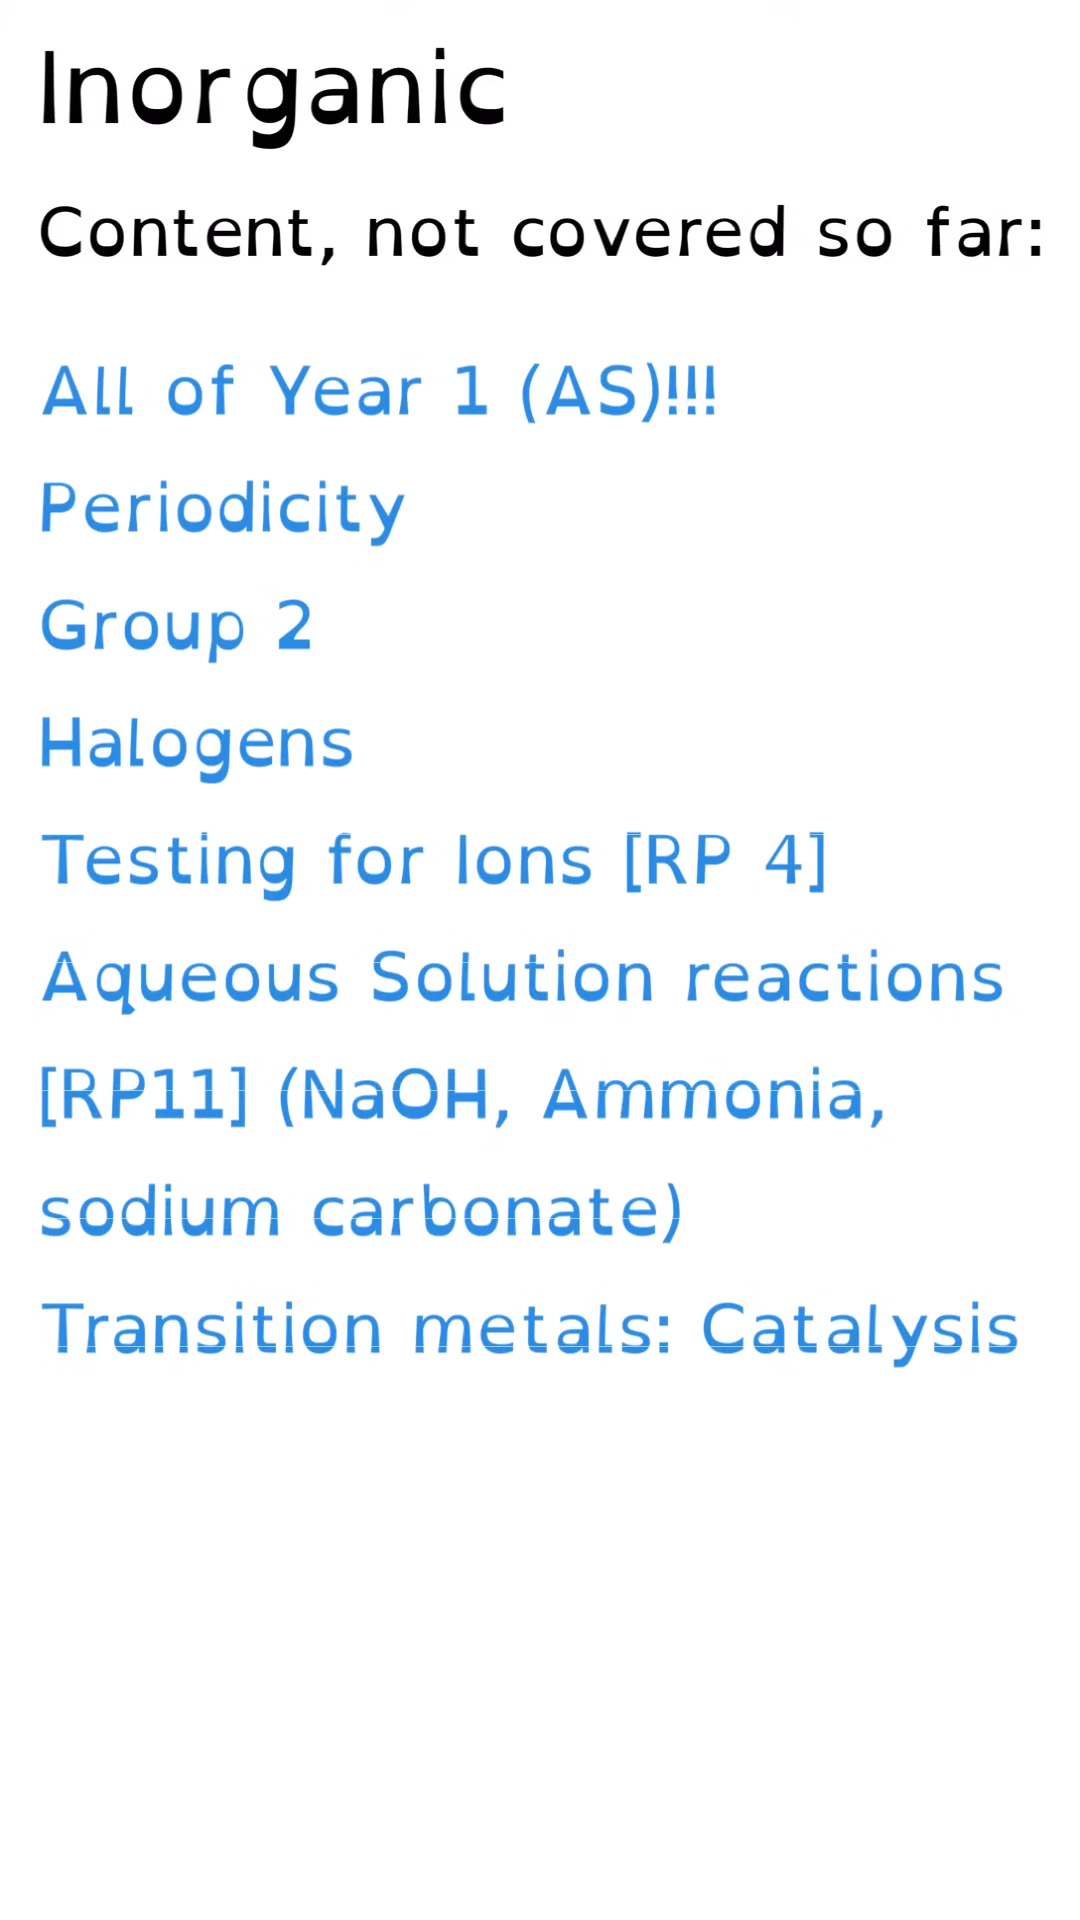 Inorganic
Content, not covered so far:
All of Year 1 (AS)!!!
Periodicity
Group 2
Halogens
Testing for Ions [RP 4]
Aqueous Solution reactions
[RP11] (NaOH, Ammonia,
sodium carbonate)
Transition metals: Catalysis